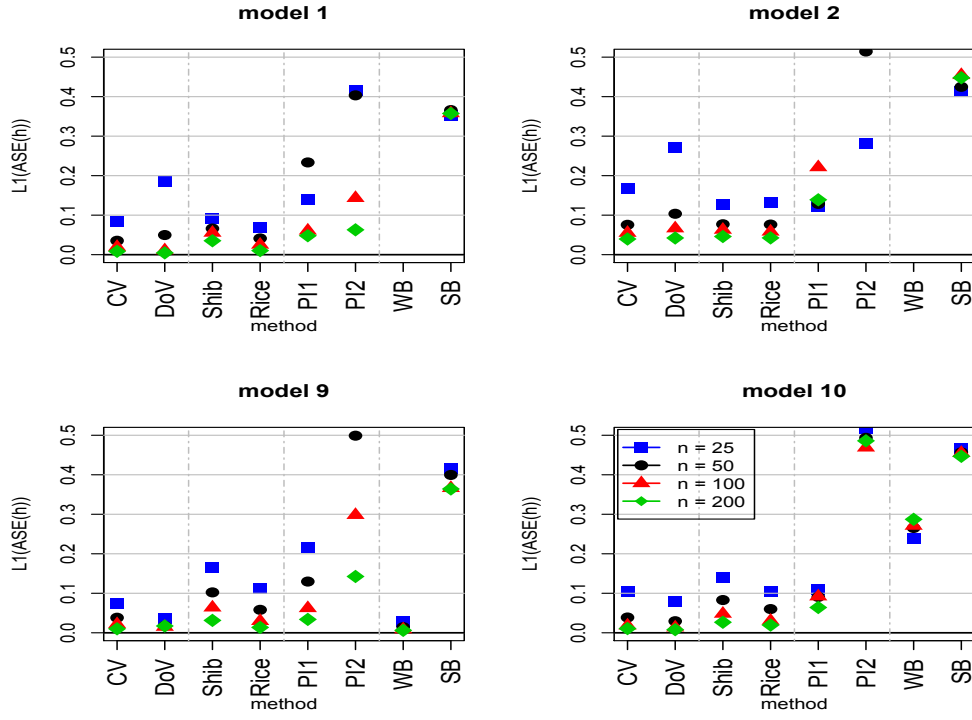 model 1
L1(ASE(h))
0.0 0.1 0.2 0.3 0.4 0.5
CV DoV Shib Rice PI1 PI2 WB SB
method
model 2
L1(ASE(h))
0.0 0.1 0.2 0.3 0.4 0.5
CV DoV Shib Rice PI1 PI2 WB SB
method
model 9
L1(ASE(h))
0.0 0.1 0.2 0.3 0.4 0.5
CV DoV Shib Rice PI1 PI2 WB SB
method
model 10
L1(ASE(h))
0.0 0.1 0.2 0.3 0.4 0.5
n = 25
n = 50
n = 100
n = 200
CV DoV Shib Rice PI1 PI2 WB SB
method